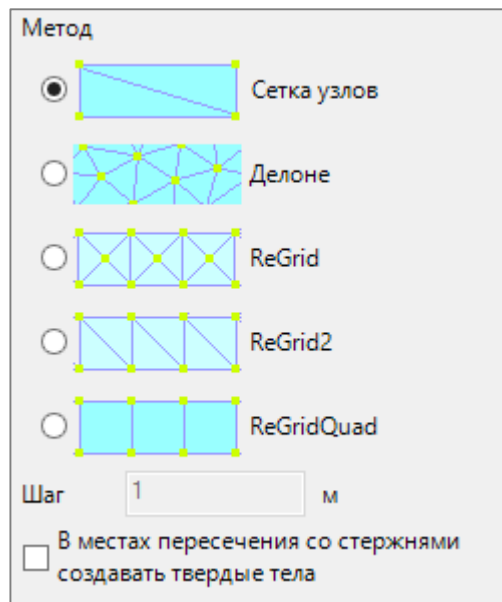 Метод
Сетка узлов
Делоне
ReGrid
ReGrid2
ReGridQuad
Шаг 1 м
В местах пересечения со стержнями
создавать твердые тела